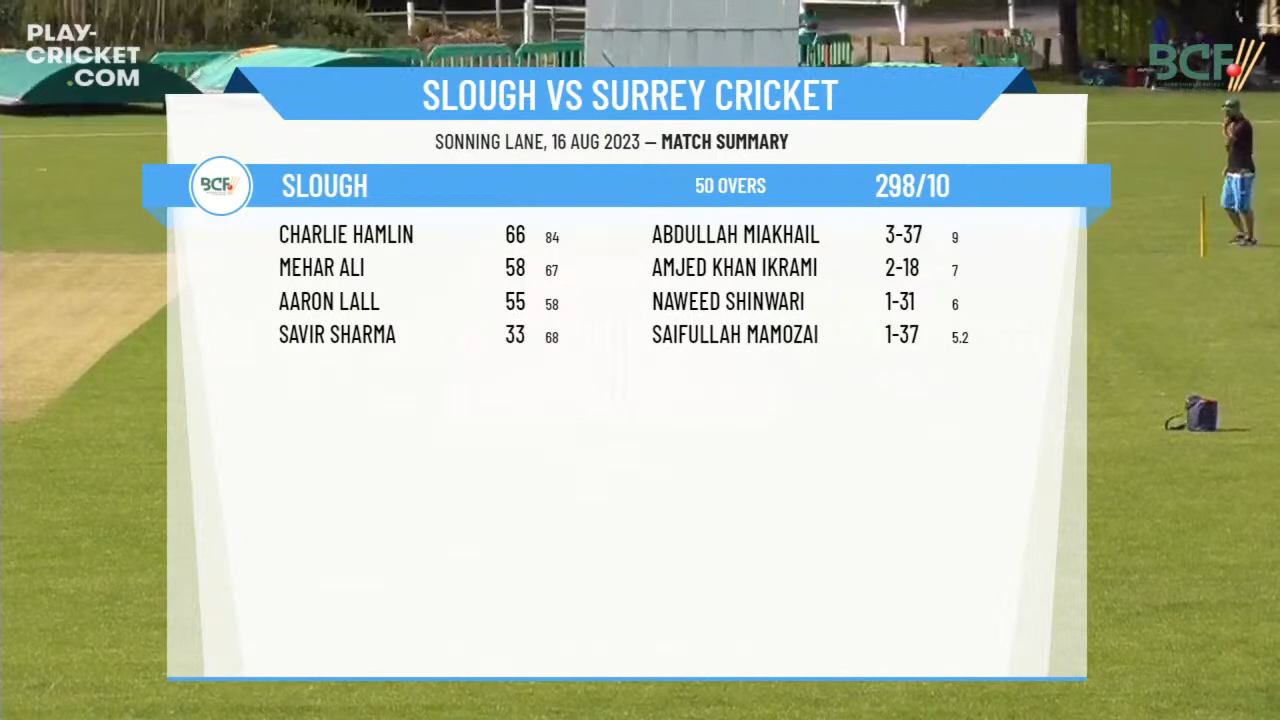 PLAY-
CRICKET
.COM
BCF
SLOUGH VS SURREY CRICKET
SONNING LANE, 16 AUG 2023 – MATCH SUMMARY
BCF SLOUGH 50 OVERS 298/10
CHARLIE HAMLIN 66 84 ABDULLAH MIAKHAIL 3-37 9
MEHAR ALI 58 67 AMJED KHAN IKRAMI 2-18 7
AARON LALL 55 58 NAWEED SHINWARI 1-31 6
SAVIR SHARMA 33 68 SAIFULLAH MAMOZAI 1-37 5.2